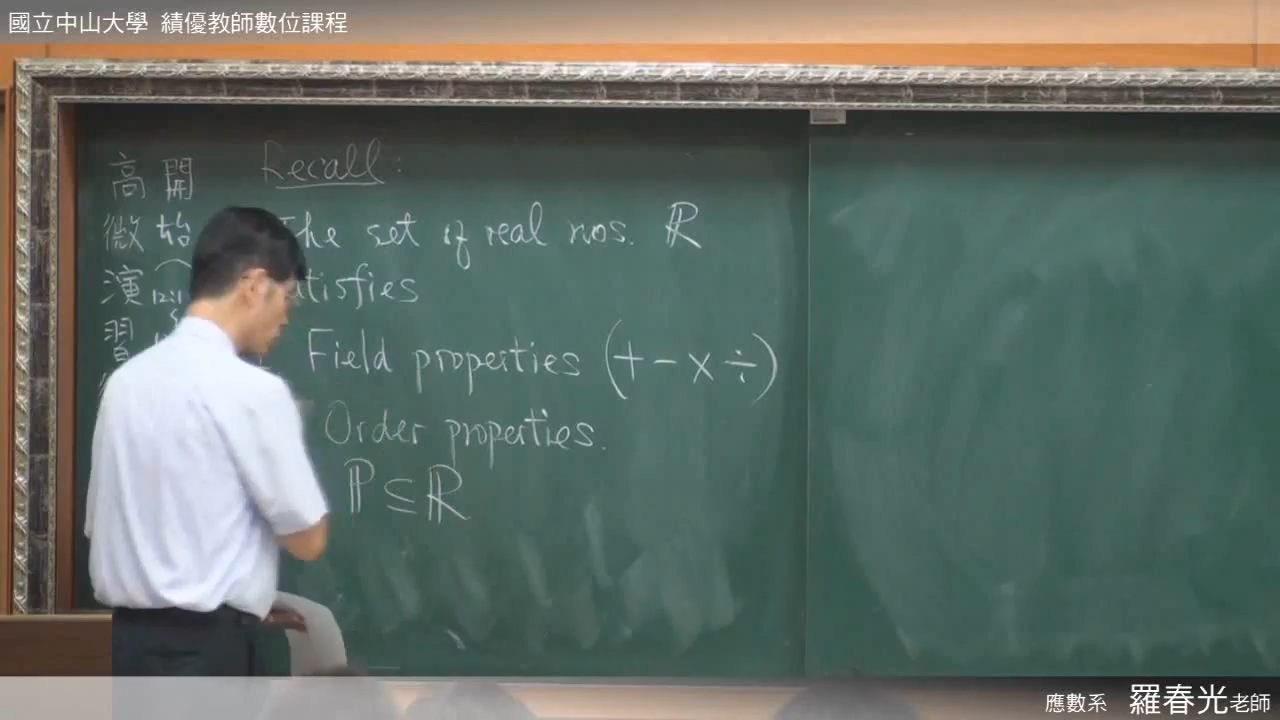 國立中山大學 績優教師數位課程
高微演習
開始
Recall:
The set of real nos. ℝ
tisfies
Field properties (+ − × ÷)
Order properties.
ℙ ⊆ ℝ
應數系 羅春光老師